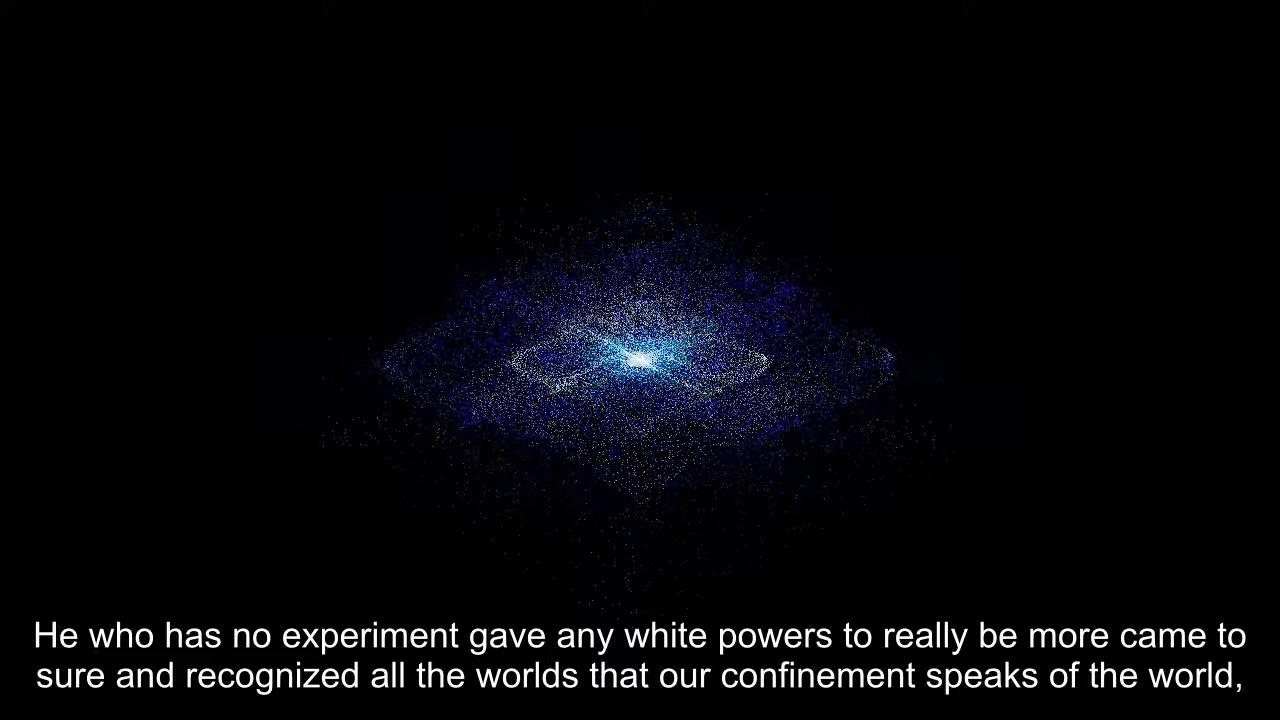 He who has no experiment gave any white powers to really be more came to
sure and recognized all the worlds that our confinement speaks of the world,